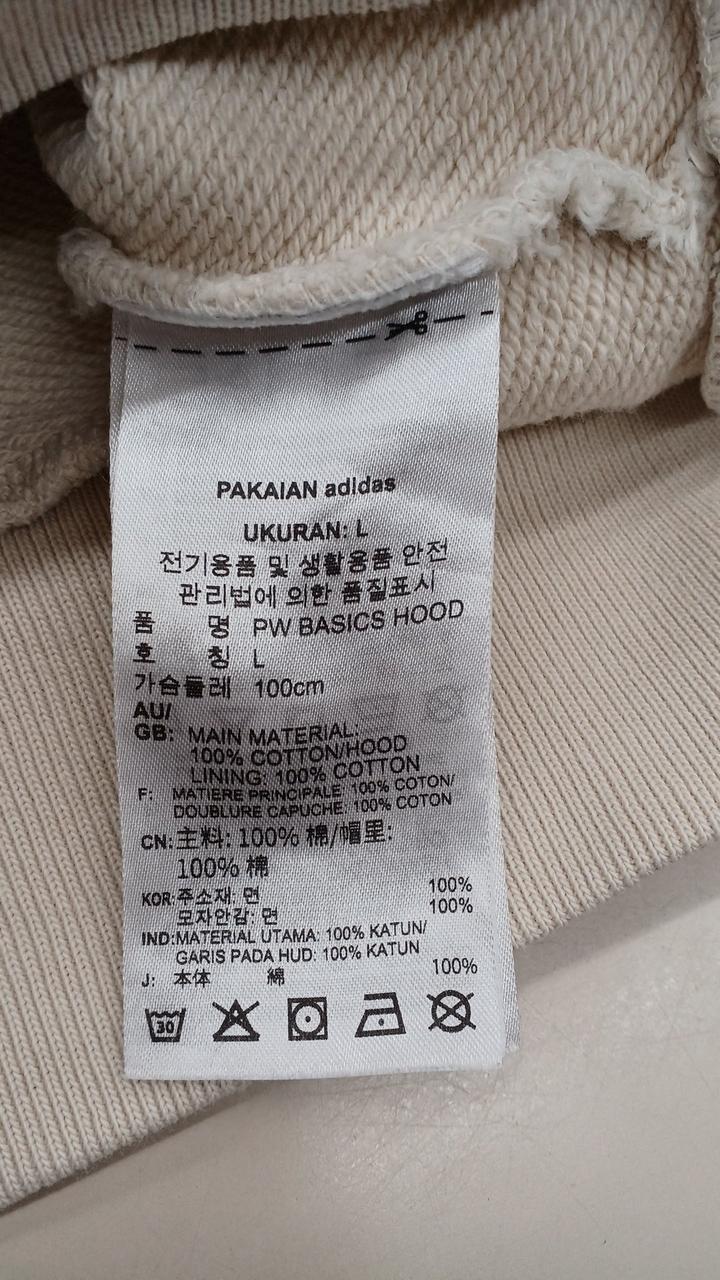 PAKAIAN adidas
UKURAN: L
전기용품 및 생활용품 안전
관리법에 의한 품질표시
품 명 PW BASICS HOOD
호 칭 L
가슴둘레 100cm
AU/
GB: MAIN MATERIAL:
100% COTTON/HOOD
LINING: 100% COTTON
F: MATIERE PRINCIPALE: 100% COTON/
DOUBLURE CAPUCHE: 100% COTON
CN: 主料: 100% 棉/帽里:
100% 棉
KOR: 주소재: 면 100%
모자안감: 면 100%
IND: MATERIAL UTAMA: 100% KATUN/
GARIS PADA HUD: 100% KATUN
J: 本体 綿 100%
30